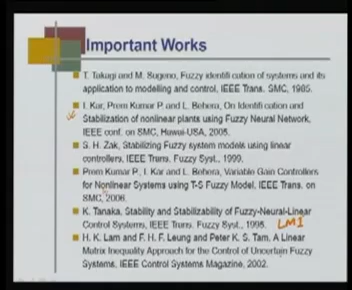 Important Works
T. Takagi and M. Sugeno, Fuzzy identifi cation of systems and its
application to modelling and control, IEEE Trans. SMC, 1985.
I. Kar, Prem Kumar P. and L. Behera, On Identifi cation and
Stabilization of nonlinear plants using Fuzzy Neural Network,
IEEE conf. on SMC, Hawui-USA, 2005.
S. H. Zak, Stabilizing Fuzzy system models using linear
controllers, IEEE Trans. Fuzzy Syst., 1999.
Prem Kumar P., I. Kar and L. Behera, Variable Gain Controllers
for Nonlinear Systems using T-S Fuzzy Model, IEEE Trans. on
SMC, 2006.
K. Tanaka, Stability and Stabilizability of Fuzzy-Neural-Linear
Control Systems, IEEE Trans. Fuzzy Syst., 1995. LMI
H. K. Lam and F. H. F. Leung and Peter K. S. Tam, A Linear
Matrix Inequality Approach for the Control of Uncertain Fuzzy
Systems, IEEE Control Systems Magazine, 2002.